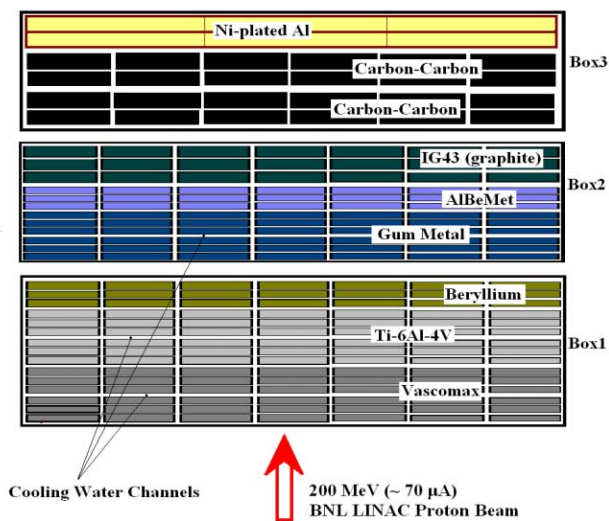 Ni-plated Al
Carbon-Carbon
Box3
Carbon-Carbon
IG43 (graphite)
AlBeMet
Box2
Gum Metal
Beryllium
Ti-6Al-4V
Box1
Vascomax
Cooling Water Channels
200 MeV (~ 70 µA)
BNL LINAC Proton Beam